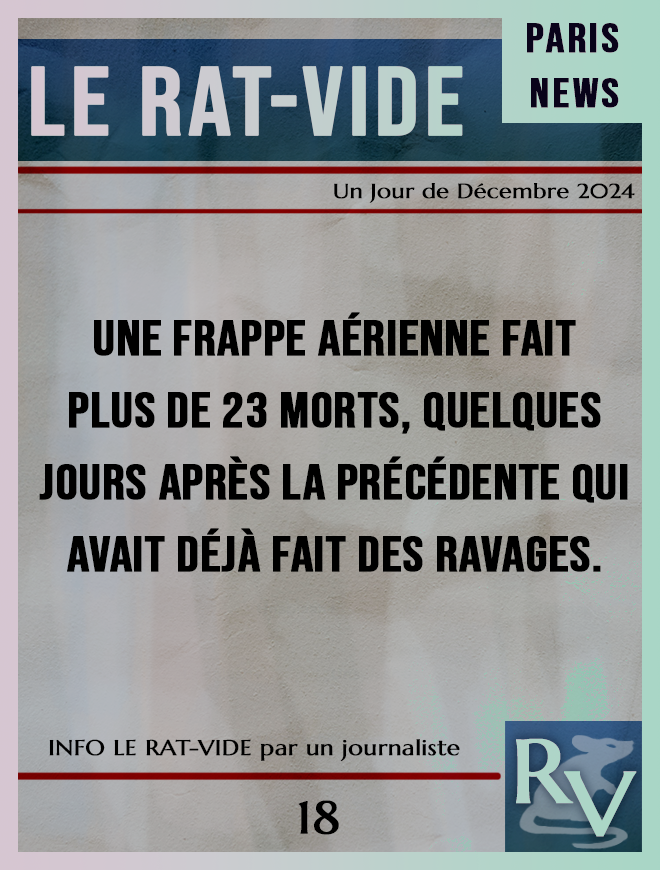 PARIS
NEWS
LE RAT-VIDE
Un Jour de Décembre 2024
UNE FRAPPE AÉRIENNE FAIT
PLUS DE 23 MORTS, QUELQUES
JOURS APRÈS LA PRÉCÉDENTE QUI
AVAIT DÉJÀ FAIT DES RAVAGES.
INFO LE RAT-VIDE par un journaliste
18
RV